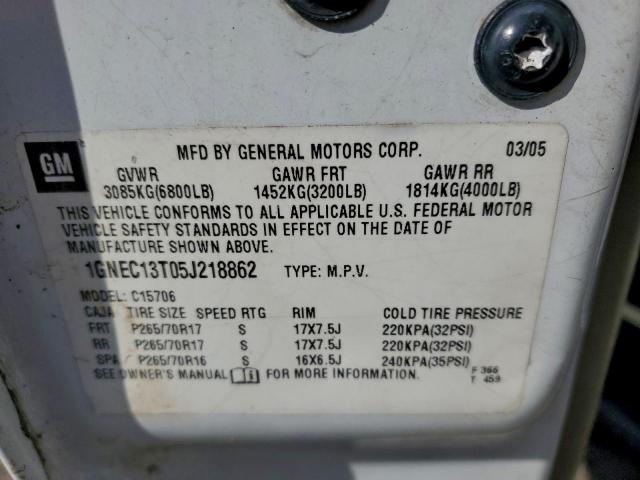 GM
MFD BY GENERAL MOTORS CORP. 03/05
GVWR GAWR FRT GAWR RR
3085KG(6800LB) 1452KG(3200LB) 1814KG(4000LB)
THIS VEHICLE CONFORMS TO ALL APPLICABLE U.S. FEDERAL MOTOR
VEHICLE SAFETY STANDARDS IN EFFECT ON THE DATE OF
MANUFACTURE SHOWN ABOVE.
1GNEC13T05J218862 TYPE: M.P.V.
MODEL: C15706
CAJA TIRE SIZE SPEED RTG RIM COLD TIRE PRESSURE
FRT P265/70R17 S 17X7.5J 220KPA(32PSI)
RR P265/70R17 S 17X7.5J 220KPA(32PSI)
SPA P265/70R16 S 16X6.5J 240KPA(35PSI)
SEE OWNER'S MANUAL FOR MORE INFORMATION.
F 366
T 459